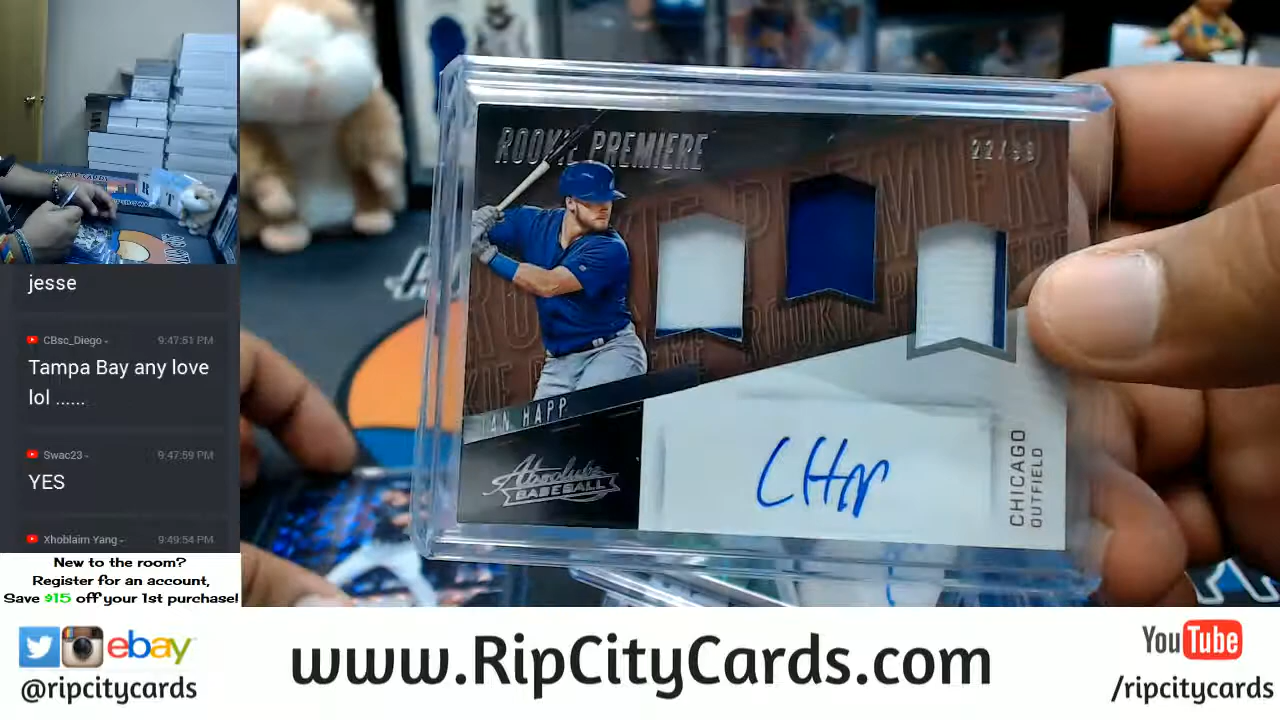 jesse
CBsc_Diego
9:47:51 PM
Tampa Bay any love
lol ......
Swac23
9:47:59 PM
YES
Xhoblaim Yang
9:49:54 PM
New to the room?
Register for an account,
Save $15 off your 1st purchase!
ROOKIE PREMIERE
IAN HAPP
Absolute
BASEBALL
CHICAGO
OUTFIELD
ebay
@ripcitycards
www.RipCityCards.com
YouTube
/ripcitycards